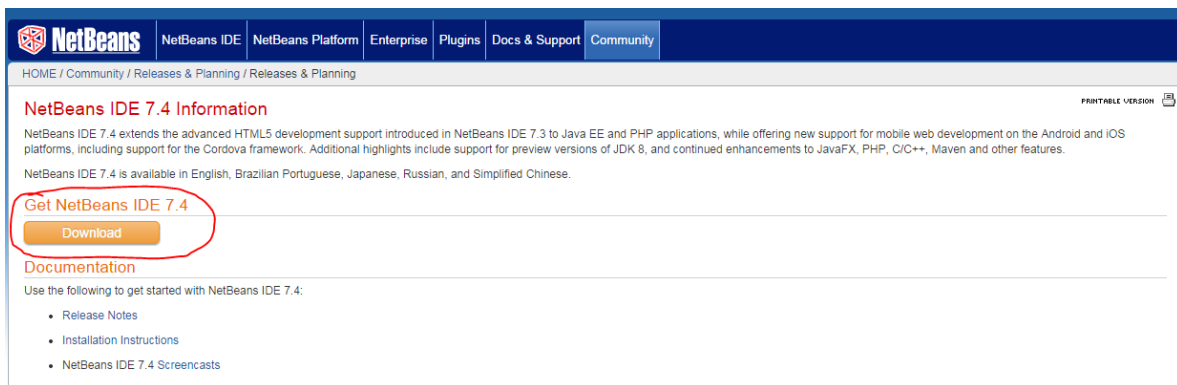 NetBeans
NetBeans IDE NetBeans Platform Enterprise Plugins Docs & Support Community
HOME / Community / Releases & Planning / Releases & Planning
PRINTABLE VERSION
NetBeans IDE 7.4 Information
NetBeans IDE 7.4 extends the advanced HTML5 development support introduced in NetBeans IDE 7.3 to Java EE and PHP applications, while offering new support for mobile web development on the Android and iOS
platforms, including support for the Cordova framework. Additional highlights include support for preview versions of JDK 8, and continued enhancements to JavaFX, PHP, C/C++, Maven and other features.
NetBeans IDE 7.4 is available in English, Brazilian Portuguese, Japanese, Russian, and Simplified Chinese.
Get NetBeans IDE 7.4
Download
Documentation
Use the following to get started with NetBeans IDE 7.4:
• Release Notes
• Installation Instructions
• NetBeans IDE 7.4 Screencasts